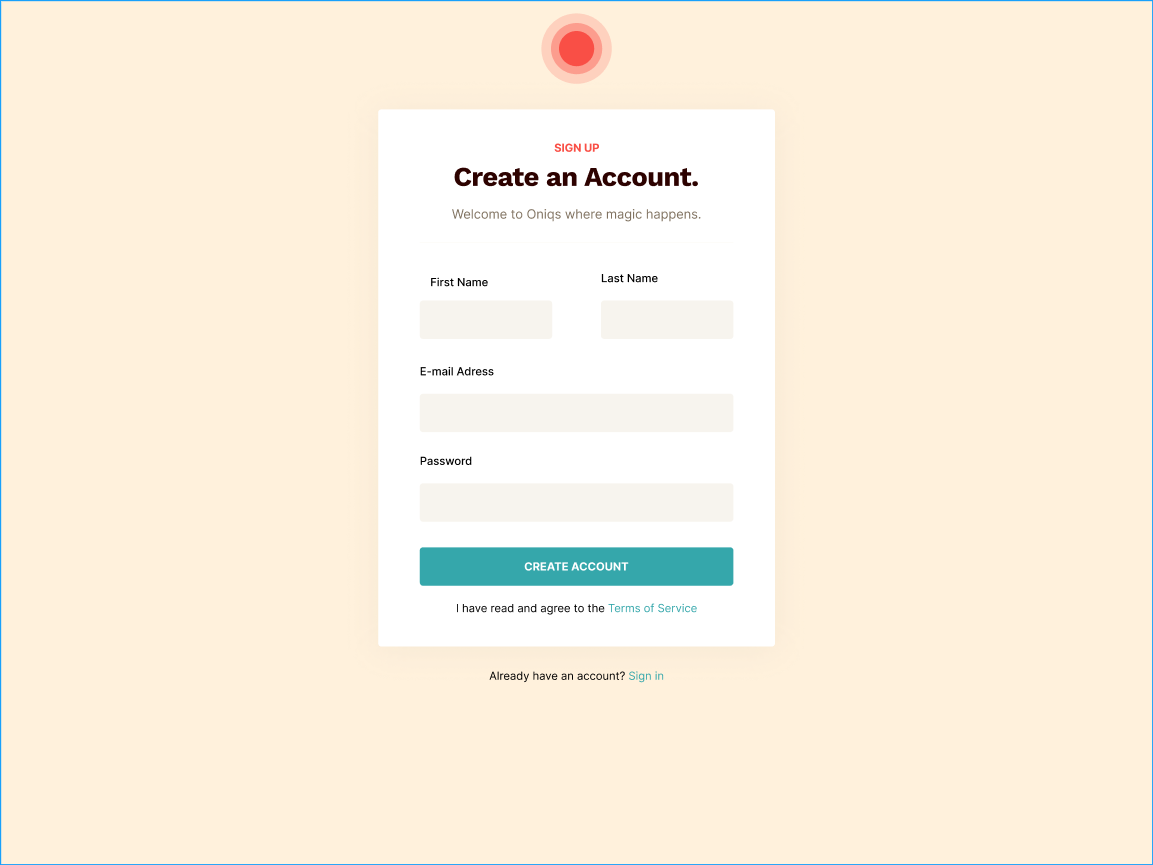 SIGN UP
Create an Account.
Welcome to Oniqs where magic happens.
First Name
Last Name
E-mail Adress
Password
CREATE ACCOUNT
I have read and agree to the Terms of Service
Already have an account? Sign in